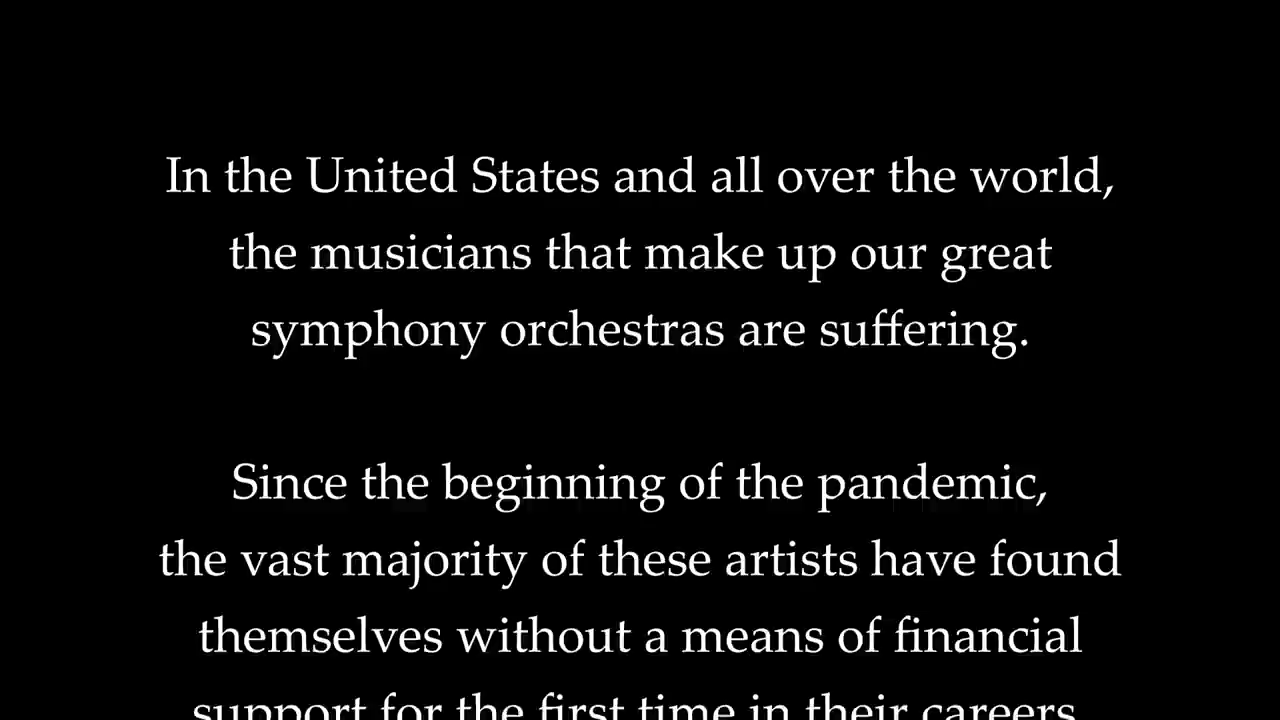 In the United States and all over the world,
the musicians that make up our great
symphony orchestras are suffering.
Since the beginning of the pandemic,
the vast majority of these artists have found
themselves without a means of financial
support for the first time in their careers